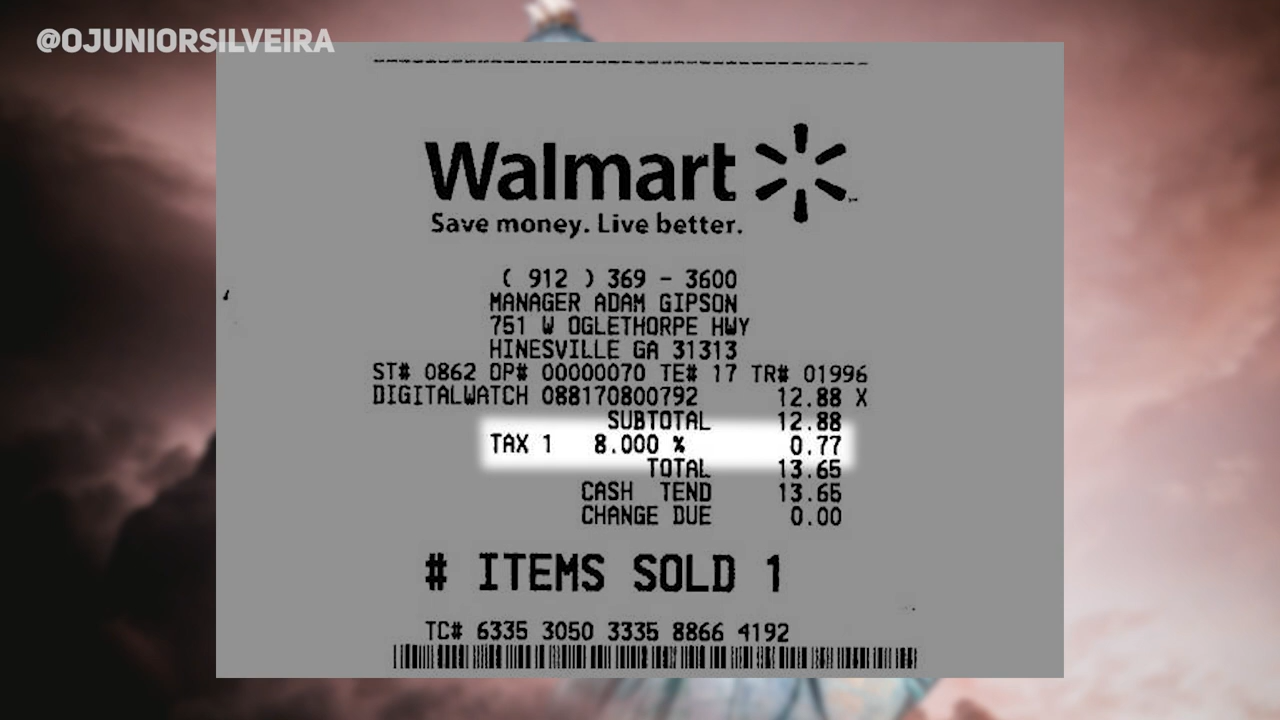 @OJUNIORSILVEIRA
Walmart
Save money. Live better.
( 912 ) 369 - 3600
MANAGER ADAM GIPSON
751 W OGLETHORPE HWY
HINESVILLE GA 31313
ST# 0862 OP# 00000070 TE# 17 TR# 01996
DIGITALWATCH 088170800792 12.88 X
SUBTOTAL 12.88
TAX 1 8.000 % 0.77
TOTAL 13.65
CASH TEND 13.65
CHANGE DUE 0.00
# ITEMS SOLD 1
TC# 6335 3050 3335 8866 4192